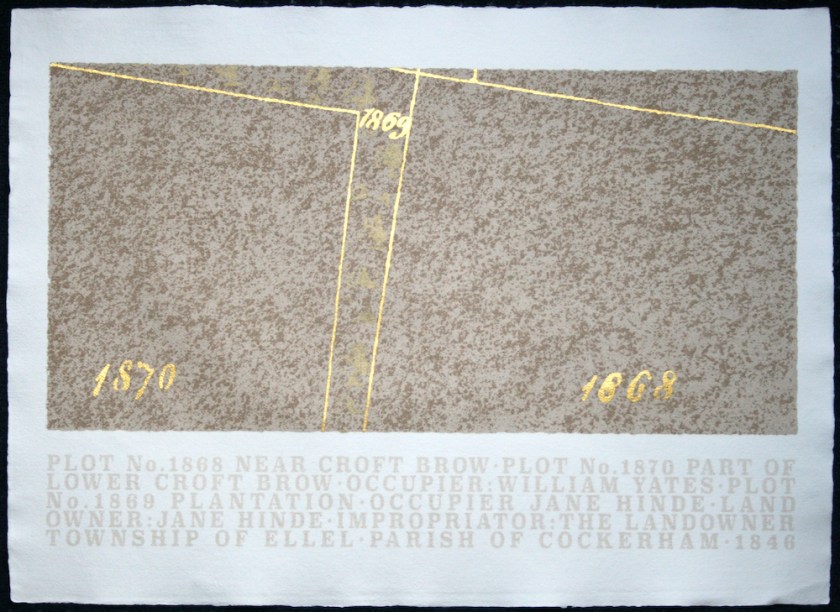 1869
1870
1868
PLOT No.1868 NEAR CROFT BROW·PLOT No.1870 PART OF
LOWER CROFT BROW·OCCUPIER:WILLIAM YATES·PLOT
No.1869 PLANTATION·OCCUPIER JANE HINDE·LAND
OWNER:JANE HINDE·IMPROPRIATOR:THE LANDOWNER
TOWNSHIP OF ELLEL·PARISH OF COCKERHAM·1846